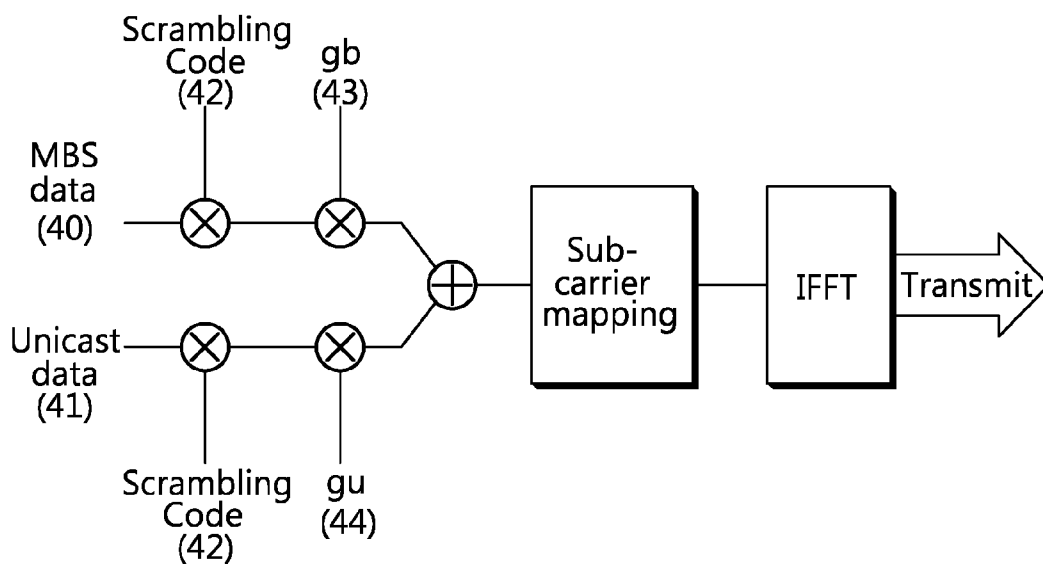 Scrambling
Code
(42)
gb
(43)
MBS
data
(40)
Unicast
data
(41)
Scrambling
Code
(42)
gu
(44)
Sub-
carrier
mapping
IFFT
Transmit